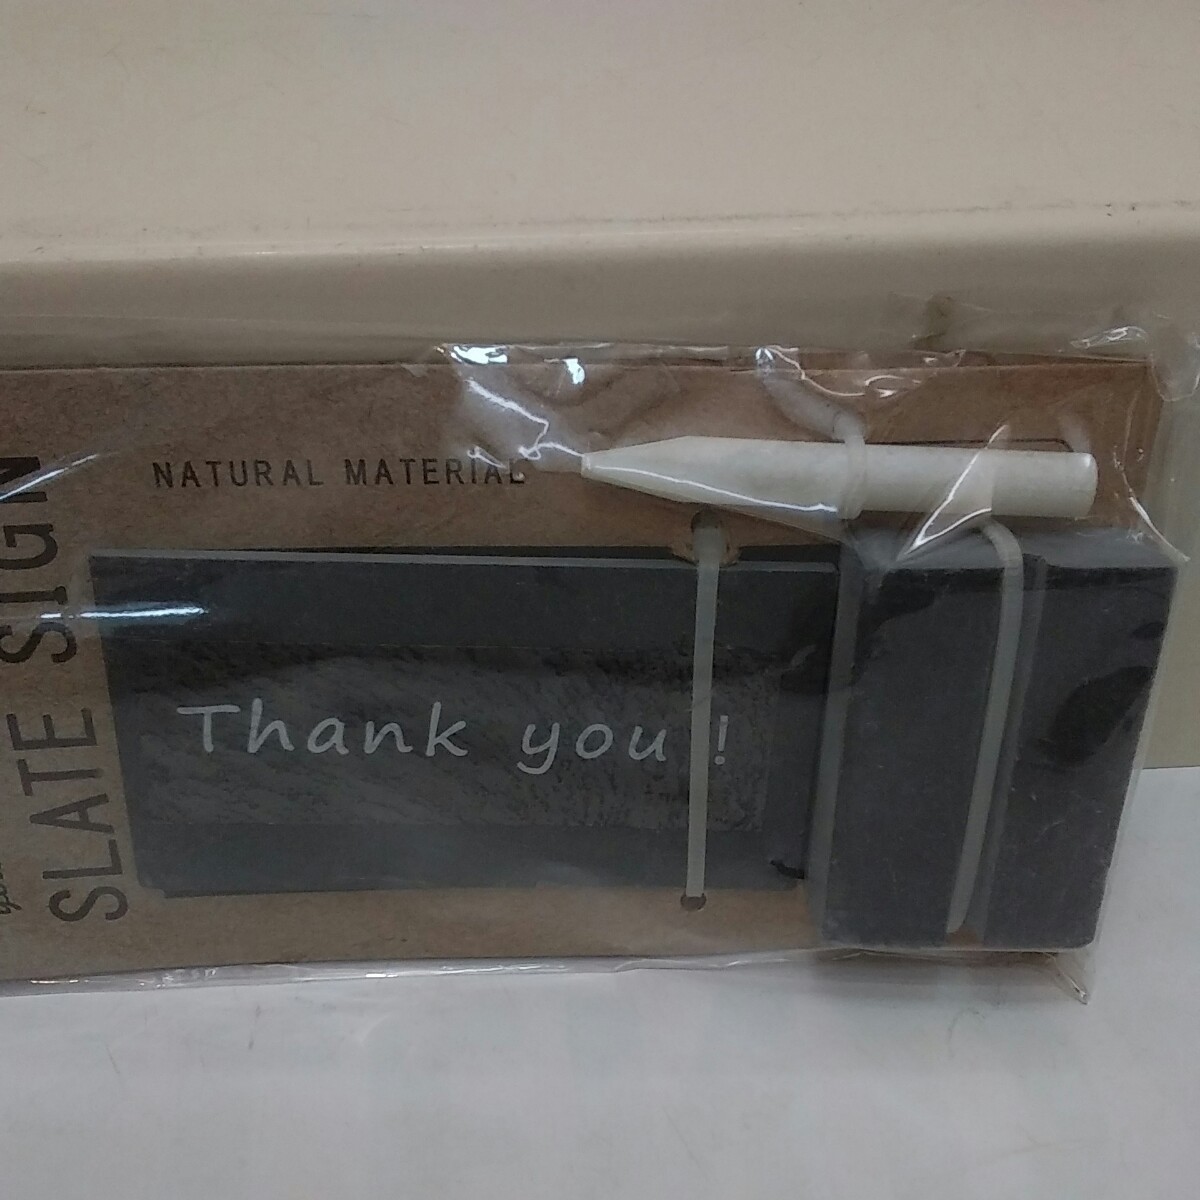 SLATE SIGN
NATURAL MATERIAL
Thank you !